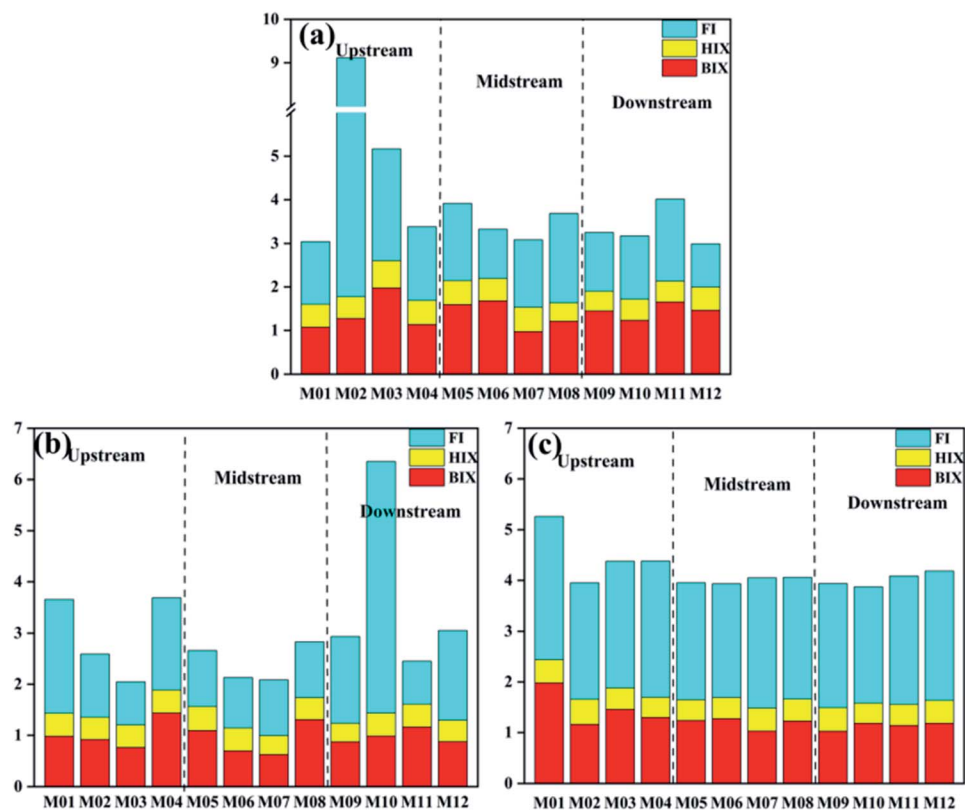 (a)
Upstream
Midstream
Downstream
FI
HIX
BIX
10
9
5
4
3
2
1
0
M01 M02 M03 M04 M05 M06 M07 M08 M09 M10 M11 M12
(b)
Upstream
Midstream
Downstream
FI
HIX
BIX
7
6
5
4
3
2
1
0
M01 M02 M03 M04 M05 M06 M07 M08 M09 M10 M11 M12
(c)
Upstream
Midstream
Downstream
FI
HIX
BIX
7
6
5
4
3
2
1
0
M01 M02 M03 M04 M05 M06 M07 M08 M09 M10 M11 M12